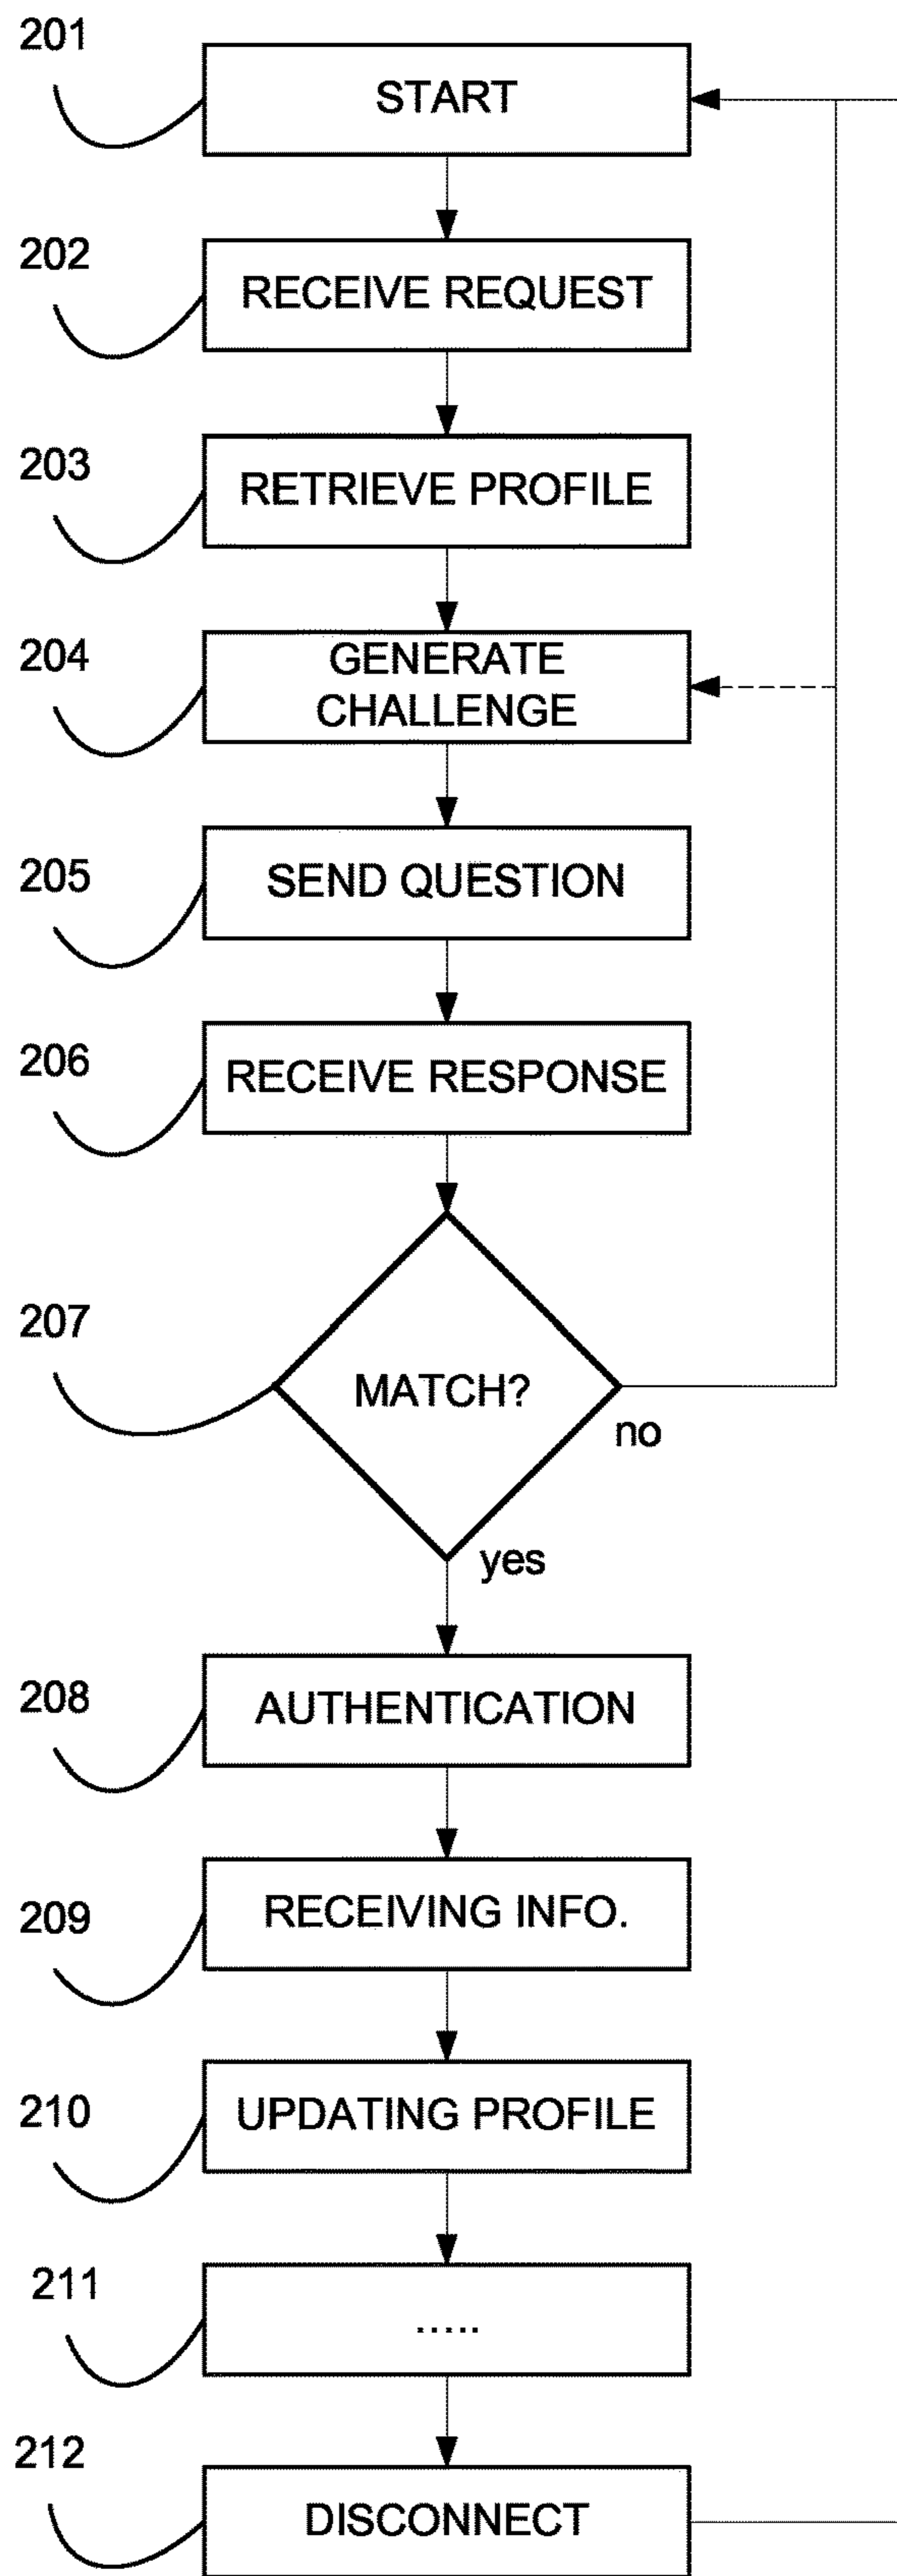 201
START
202
RECEIVE REQUEST
203
RETRIEVE PROFILE
204
GENERATE
CHALLENGE
205
SEND QUESTION
206
RECEIVE RESPONSE
207
MATCH?
no
yes
208
AUTHENTICATION
209
RECEIVING INFO.
210
UPDATING PROFILE
211
.....
212
DISCONNECT